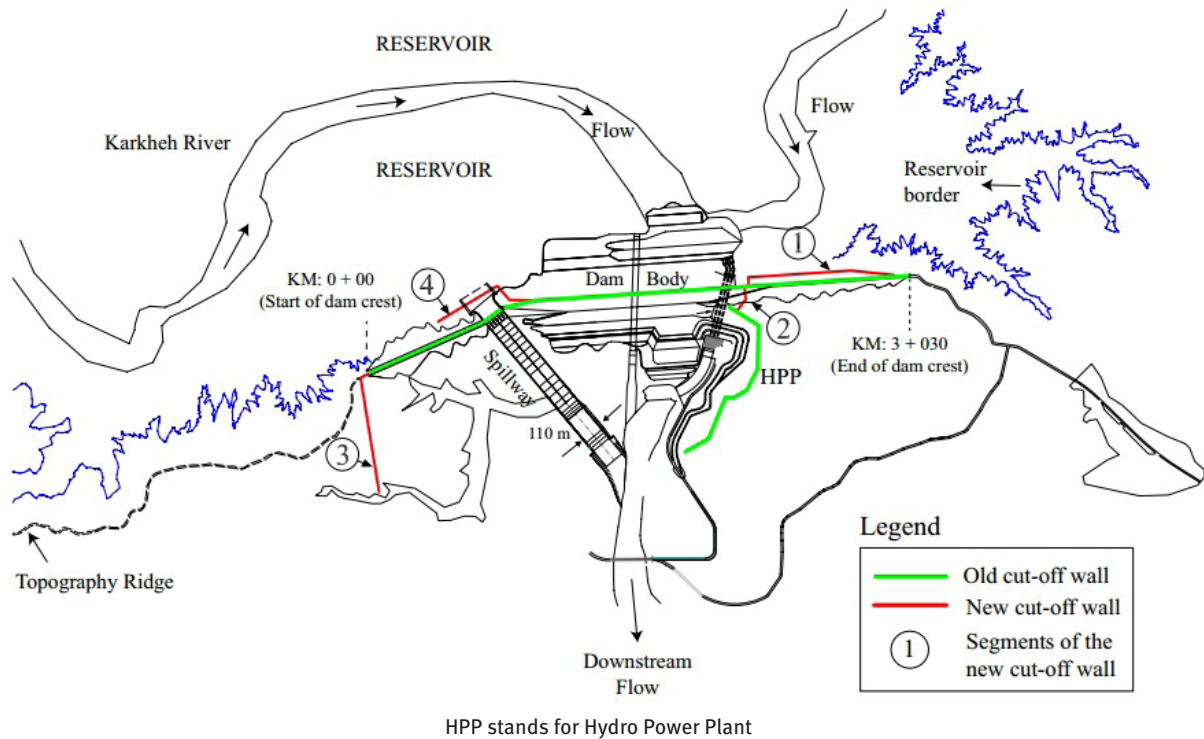 RESERVOIR
Flow
Flow
Karkheh River
RESERVOIR
Reservoir
border
1
KM: 0 + 00
(Start of dam crest)
4
Dam Body
2
KM: 3 + 030
(End of dam crest)
Spillway
HPP
110 m
3
Legend
Old cut-off wall
New cut-off wall
1
Segments of the
new cut-off wall
Topography Ridge
Downstream
Flow
HPP stands for Hydro Power Plant